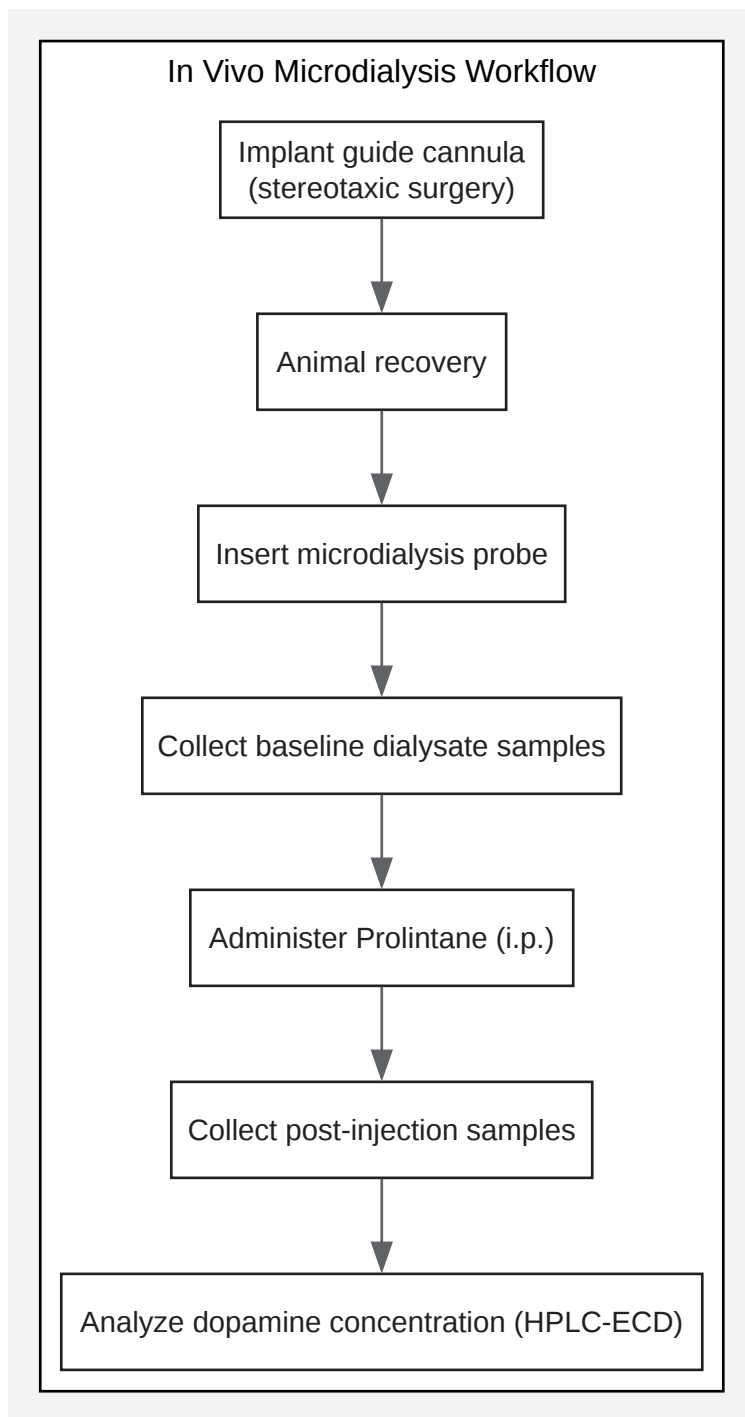 In Vivo Microdialysis Workflow
Implant guide cannula
(stereotaxic surgery)
Animal recovery
Insert microdialysis probe
Collect baseline dialysate samples
Administer Prolintane (i.p.)
Collect post-injection samples
Analyze dopamine concentration (HPLC-ECD)